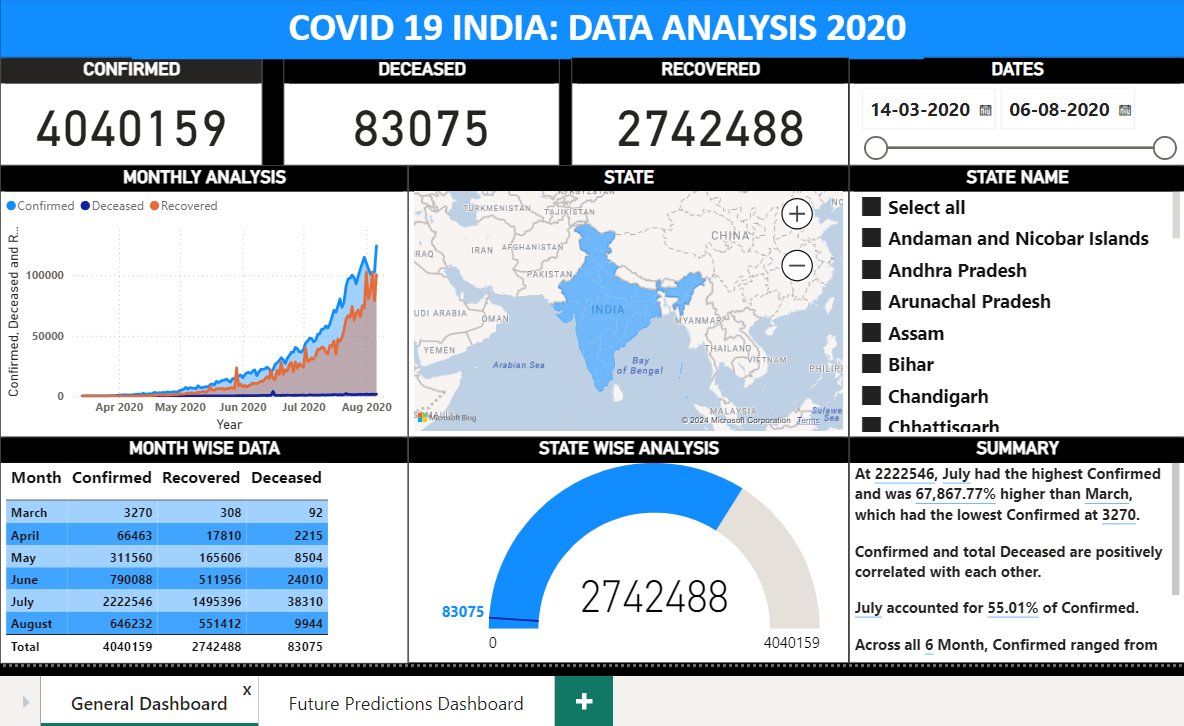 COVID 19 INDIA: DATA ANALYSIS 2020
CONFIRMED
4040159
DECEASED
83075
RECOVERED
2742488
DATES
14-03-2020
06-08-2020
MONTHLY ANALYSIS
Confirmed Deceased Recovered
Confirmed, Deceased and R...
100000
50000
0
Apr 2020 May 2020 Jun 2020 Jul 2020 Aug 2020
Year
STATE
TURKMENISTAN
TAJIKISTAN
CHINA
IRAN
AFGHANISTAN
PAKISTAN
INDIA
OMAN
YEMEN
MYANMAR
THAILAND
VIETNAM
Arabian Sea
Bay
of Bengal
MALAYSIA
Microsoft Bing
© 2024 Microsoft Corporation Terms
STATE NAME
Select all
Andaman and Nicobar Islands
Andhra Pradesh
Arunachal Pradesh
Assam
Bihar
Chandigarh
Chhattisgarh
MONTH WISE DATA
Month Confirmed Recovered Deceased
March 3270 308 92
April 66463 17810 2215
May 311560 165606 8504
June 790088 511956 24010
July 2222546 1495396 38310
August 646232 551412 9944
Total 4040159 2742488 83075
STATE WISE ANALYSIS
2742488
83075
0
4040159
SUMMARY
At 2222546, July had the highest Confirmed
and was 67,867.77% higher than March,
which had the lowest Confirmed at 3270.
Confirmed and total Deceased are positively
correlated with each other.
July accounted for 55.01% of Confirmed.
Across all 6 Month, Confirmed ranged from
General Dashboard x
Future Predictions Dashboard
+